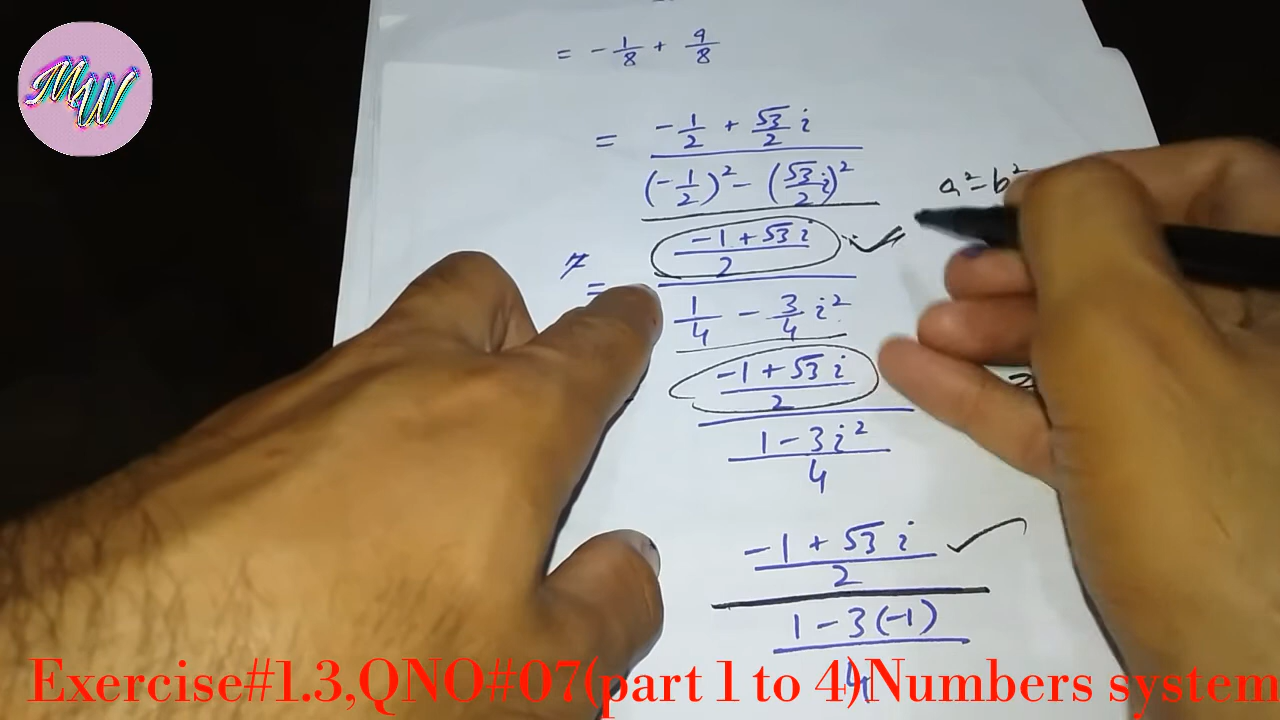 MW
= -1/8 + 9/8
= (-1/2 + √3/2 i) / ((-1/2)² - (√3/2 i)²)
a² = b²
= ((-1 + √3 i)/2) / (1/4 - 3/4 i²)
((-1 + √3 i)/2) / ((1 - 3i²)/4)
((-1 + √3 i)/2) / ((1 - 3(-1))/4)
Exercise#1.3,QNO#07(part 1 to 4)Numbers system